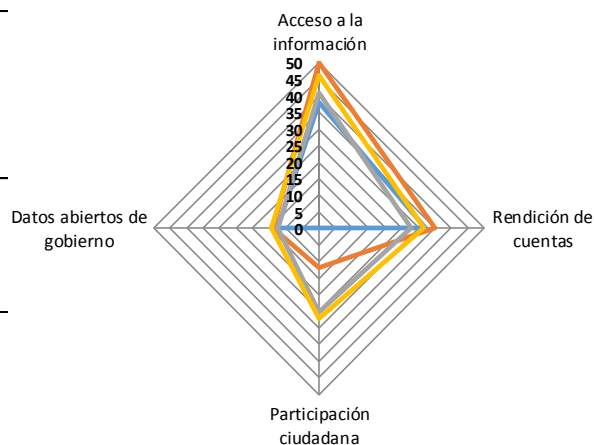 Acceso a la
información
50
45
40
35
30
25
20
15
10
5
0
Datos abiertos de
gobierno
Rendición de
cuentas
Participación
ciudadana